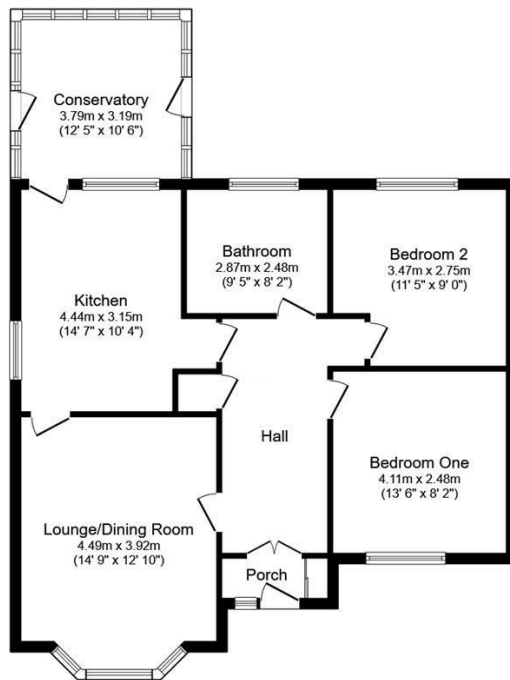 Conservatory
3.79m x 3.19m
(12' 5" x 10' 6")
Bathroom
2.87m x 2.48m
(9' 5" x 8' 2")
Bedroom 2
3.47m x 2.75m
(11' 5" x 9' 0")
Kitchen
4.44m x 3.15m
(14' 7" x 10' 4")
Hall
Bedroom One
4.11m x 2.48m
(13' 6" x 8' 2")
Lounge/Dining Room
4.49m x 3.92m
(14' 9" x 12' 10")
Porch